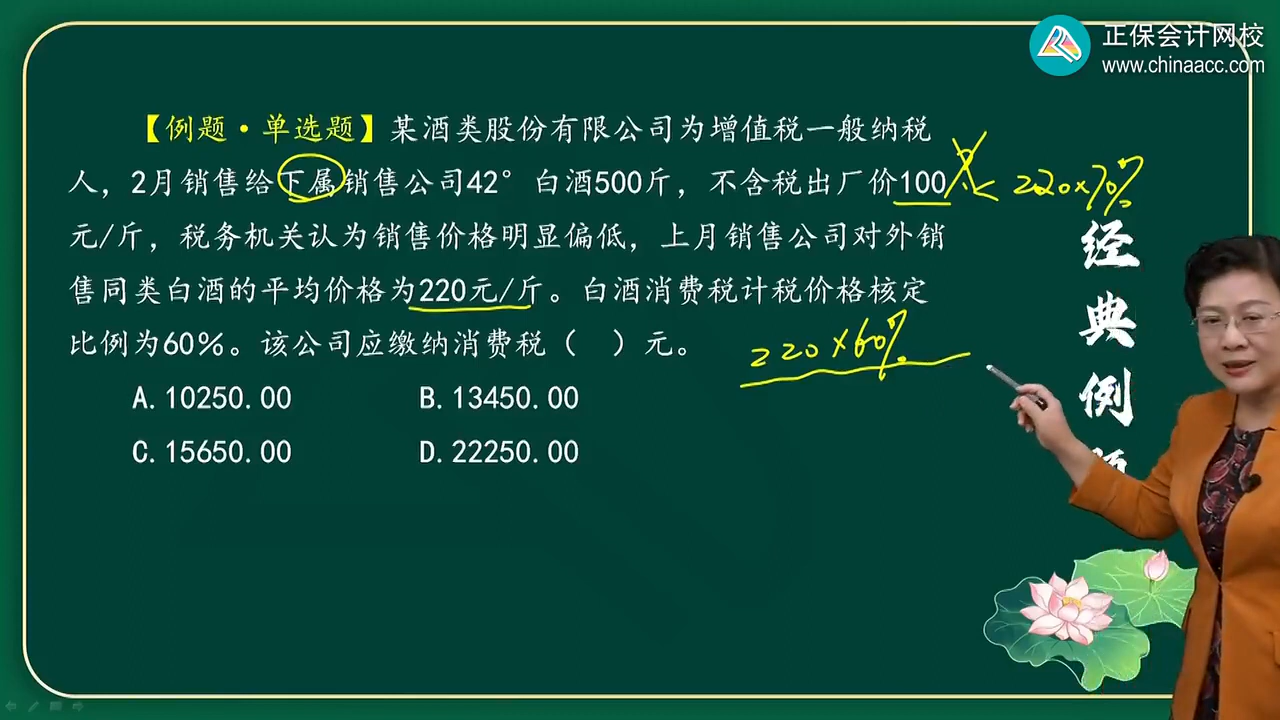 正保会计网校
www.chinaacc.com
【例题·单选题】某酒类股份有限公司为增值税一般纳税
人，2月销售给下属销售公司42°白酒500斤，不含税出厂价100
元/斤，税务机关认为销售价格明显偏低，上月销售公司对外销
售同类白酒的平均价格为220元/斤。白酒消费税计税价格核定
比例为60%。该公司应缴纳消费税（ ）元。
A.10250.00 B.13450.00
C.15650.00 D.22250.00
< 220×70%
220×60%
经典例